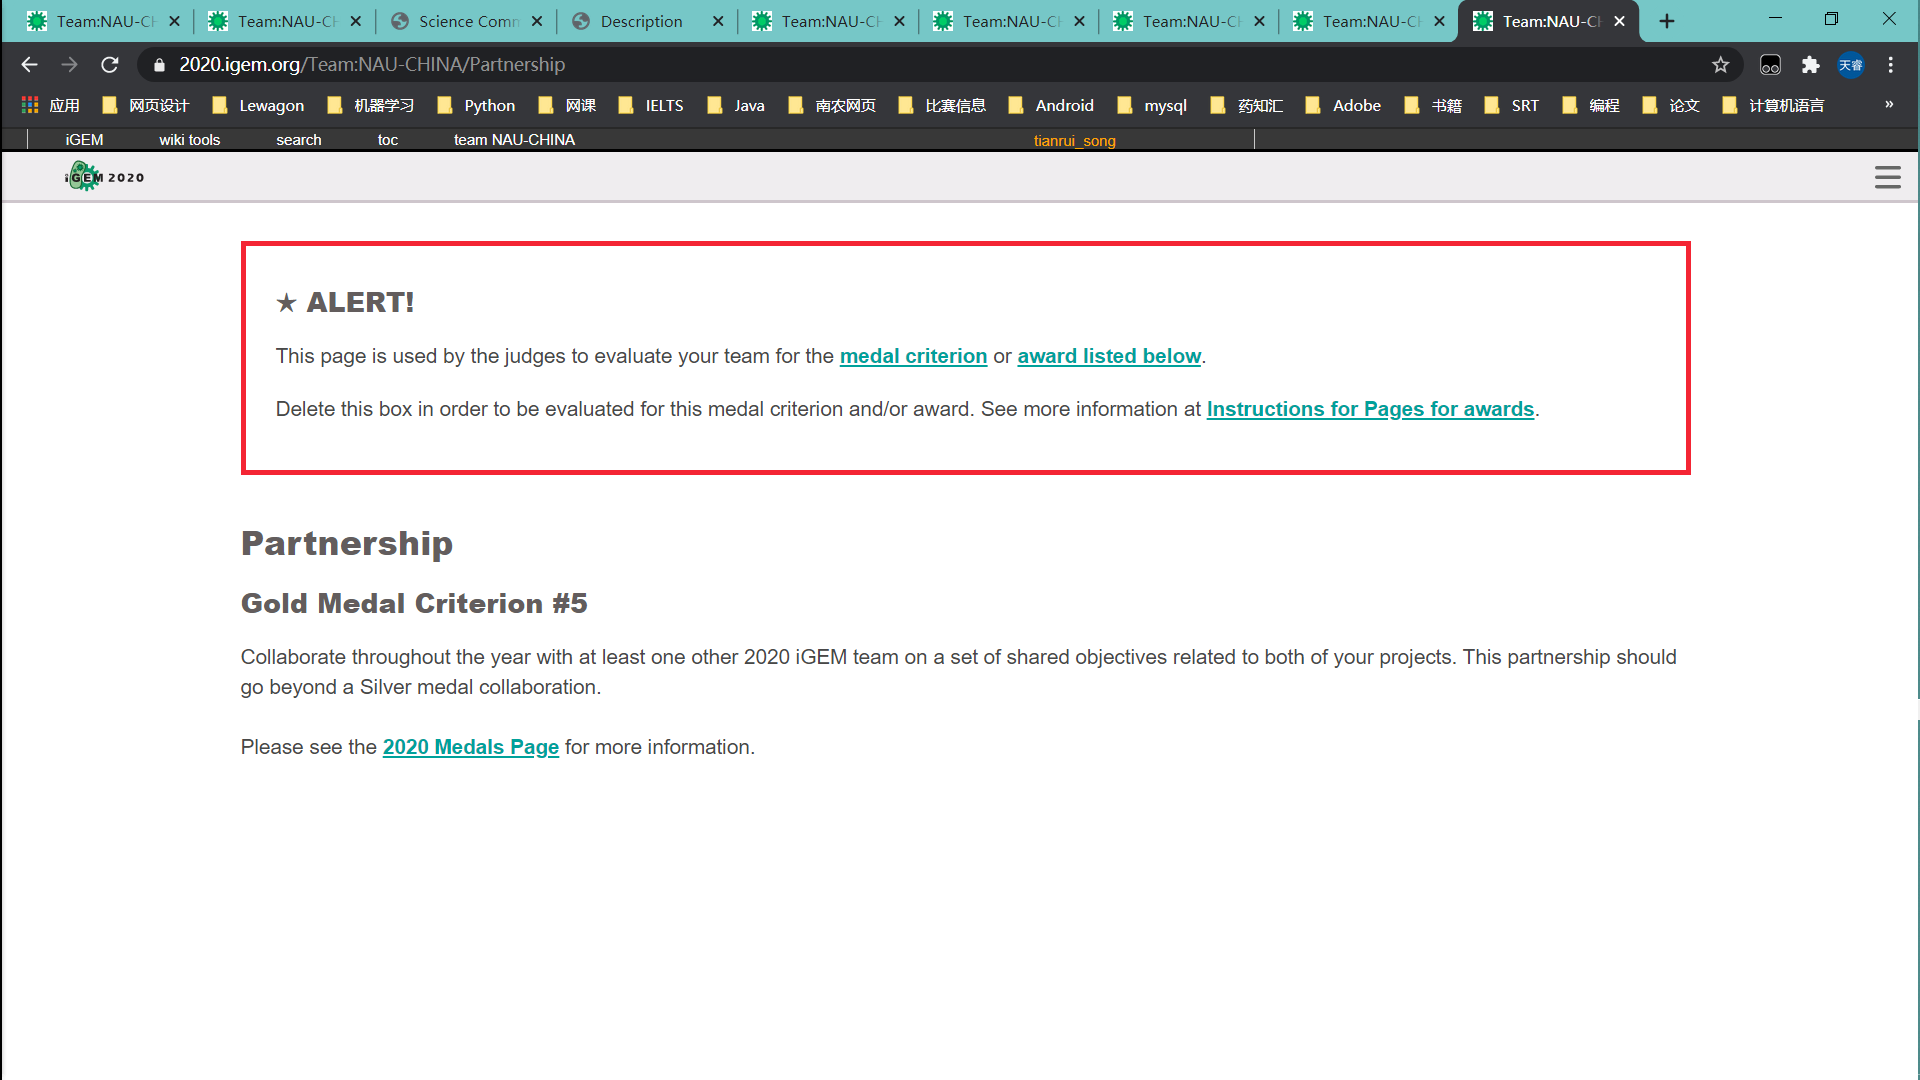 Team:NAU-CH
Team:NAU-CH
Science Comm
Description
Team:NAU-CH
Team:NAU-CH
Team:NAU-CH
Team:NAU-CH
Team:NAU-CH
2020.igem.org/Team:NAU-CHINA/Partnership
天睿
应用 网页设计 Lewagon 机器学习 Python 网课 IELTS Java 南农网页 比赛信息 Android mysql 药知汇 Adobe 书籍 SRT 编程 论文 计算机语言 »
iGEM wiki tools search toc team NAU-CHINA tianrui_song
iGEM 2020
★ ALERT!
This page is used by the judges to evaluate your team for the medal criterion or award listed below.
Delete this box in order to be evaluated for this medal criterion and/or award. See more information at Instructions for Pages for awards.
Partnership
Gold Medal Criterion #5
Collaborate throughout the year with at least one other 2020 iGEM team on a set of shared objectives related to both of your projects. This partnership should
go beyond a Silver medal collaboration.
Please see the 2020 Medals Page for more information.